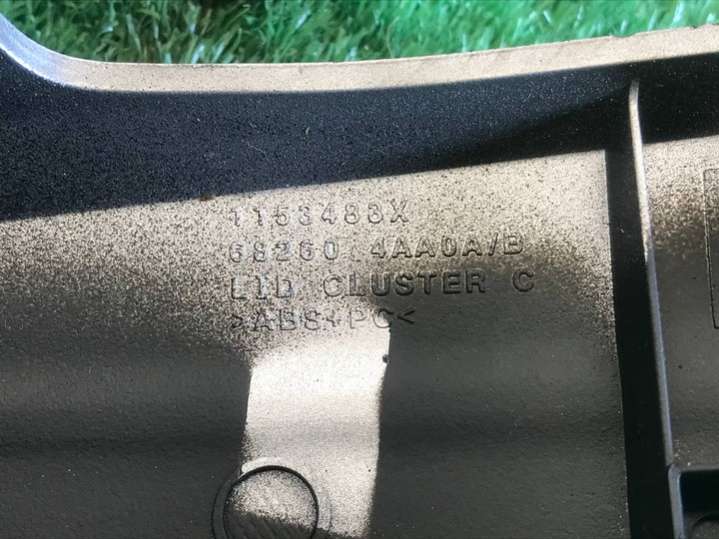 1153483X
68260 4AA0A/B
LID CLUSTER C
>ABS+PC<